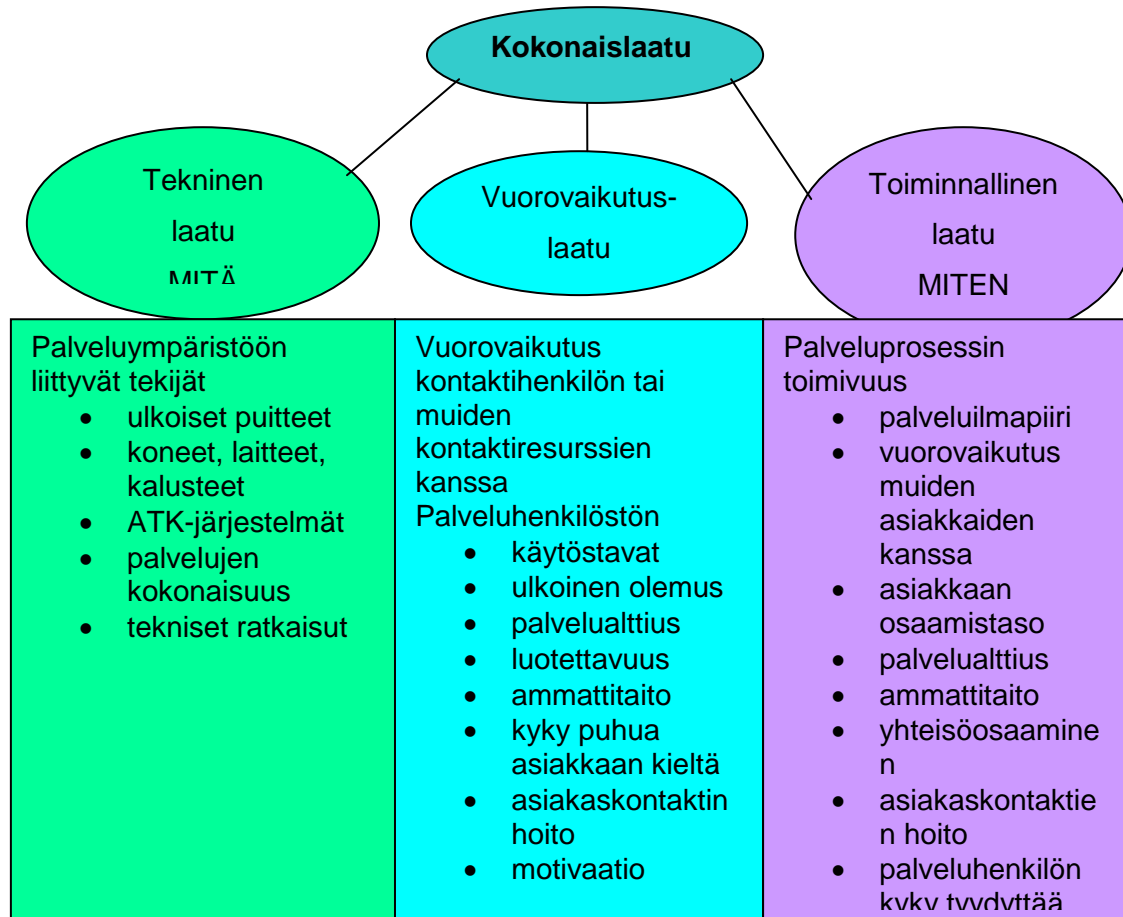 Kokonaislaatu
Tekninen
laatu
MITÄ
Vuorovaikutus-
laatu
Toiminnallinen
laatu
MITEN
Palveluympäristöön
liittyvät tekijät
• ulkoiset puitteet
• koneet, laitteet,
kalusteet
• ATK-järjestelmät
• palvelujen
kokonaisuus
• tekniset ratkaisut
Vuorovaikutus
kontaktihenkilön tai
muiden
kontaktiresurssien
kanssa
Palveluhenkilöstön
• käytöstavat
• ulkoinen olemus
• palvelualttius
• luotettavuus
• ammattitaito
• kyky puhua
asiakkaan kieltä
• asiakaskontaktin
hoito
• motivaatio
Palveluprosessin
toimivuus
• palveluilmapiiri
• vuorovaikutus
muiden
asiakkaiden
kanssa
• asiakkaan
osaamistaso
• palvelualttius
• ammattitaito
• yhteisöosaamine
n
• asiakaskontaktie
n hoito
• palveluhenkilön
kyky tyydyttää